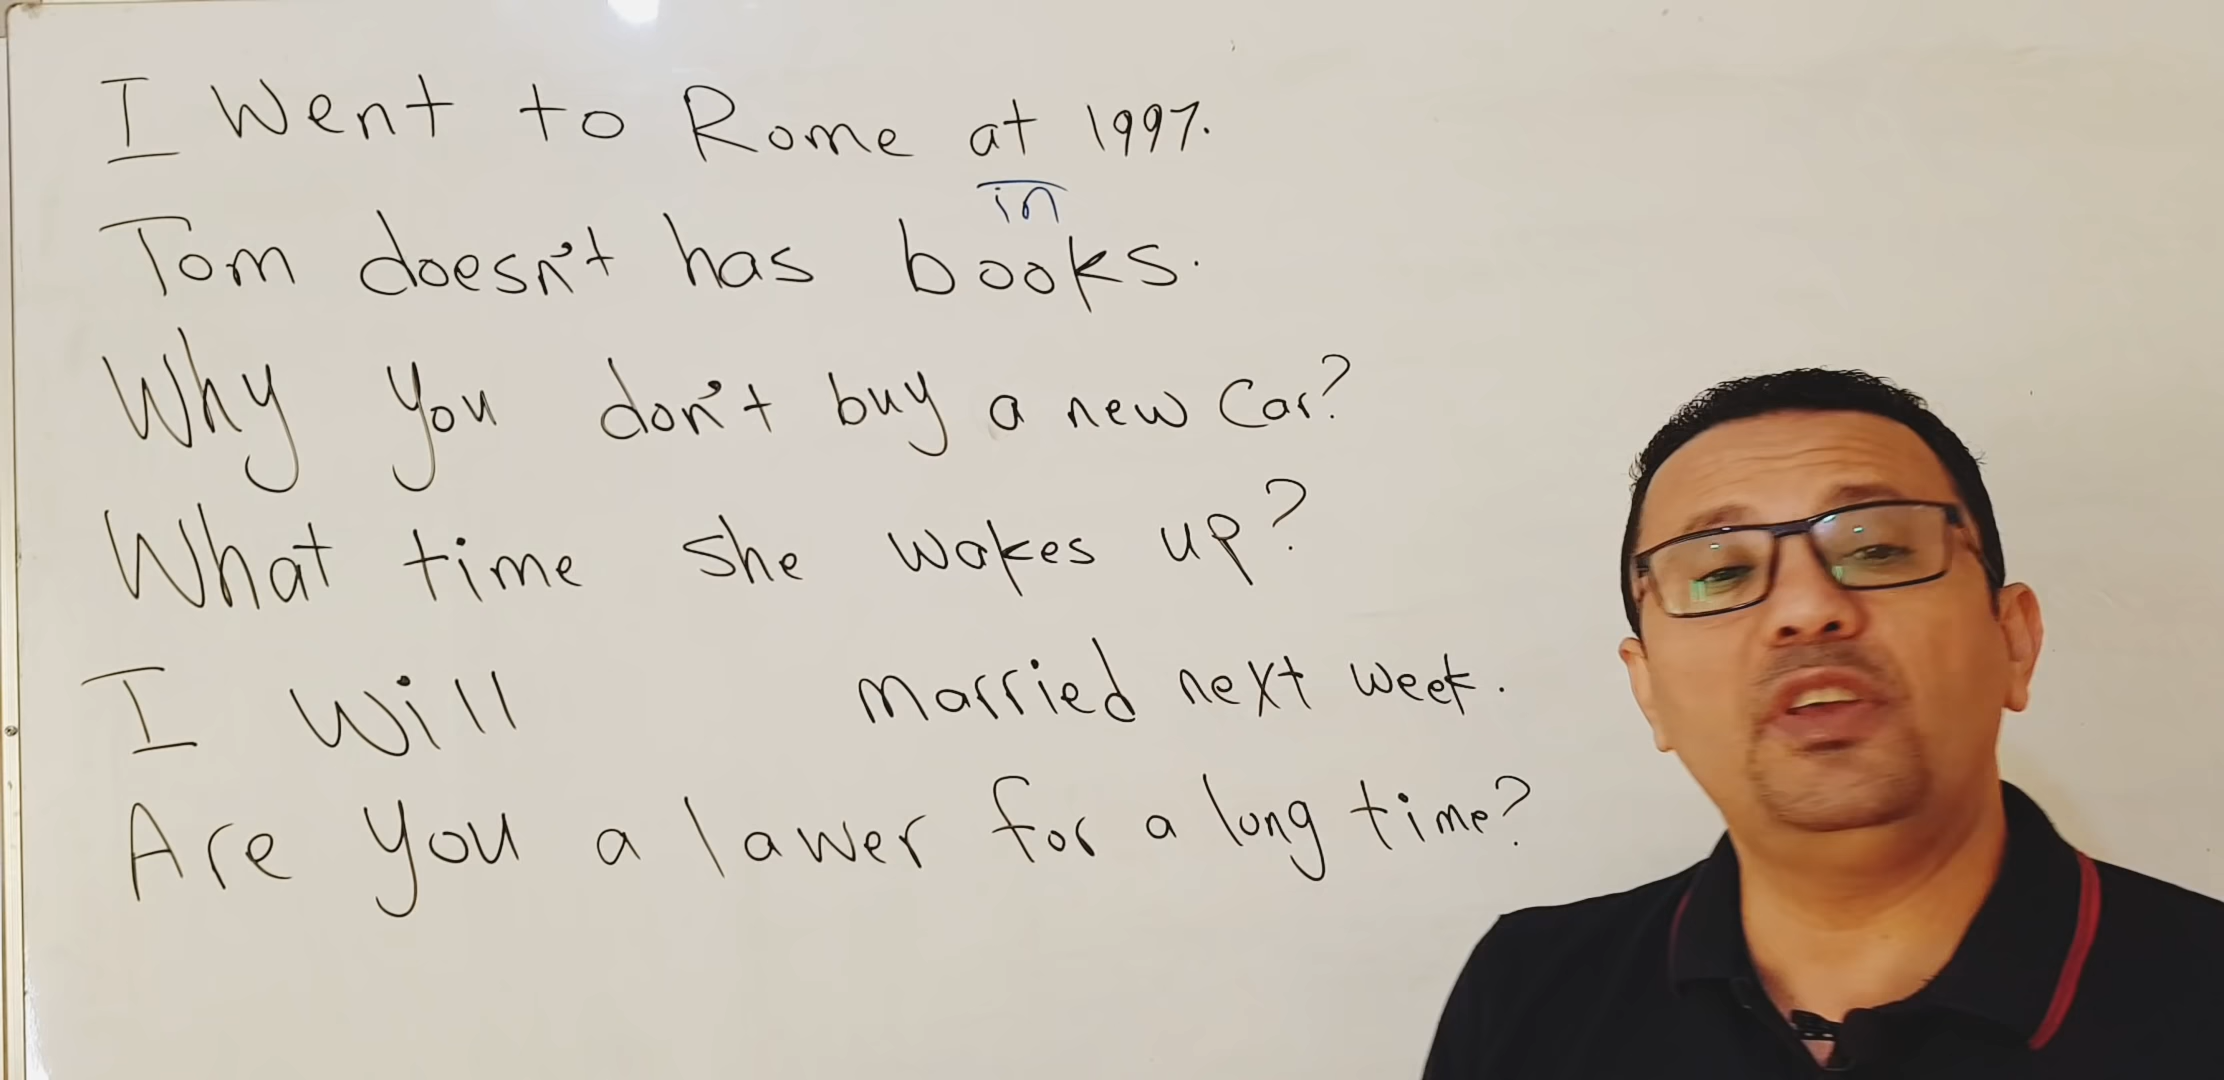 I Went to Rome at 1997.
in
Tom doesn't has books.
Why you don't buy a new Car?
What time she wakes up?
I will married next week.
Are you a lawer for a long time?